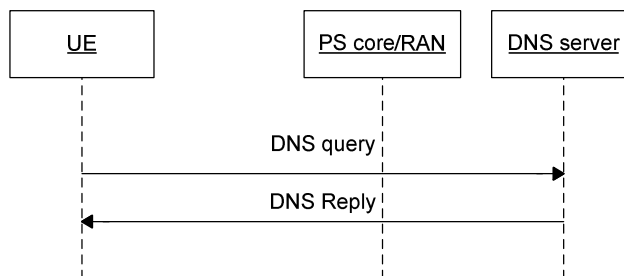 UE
PS core/RAN
DNS server
DNS query
DNS Reply